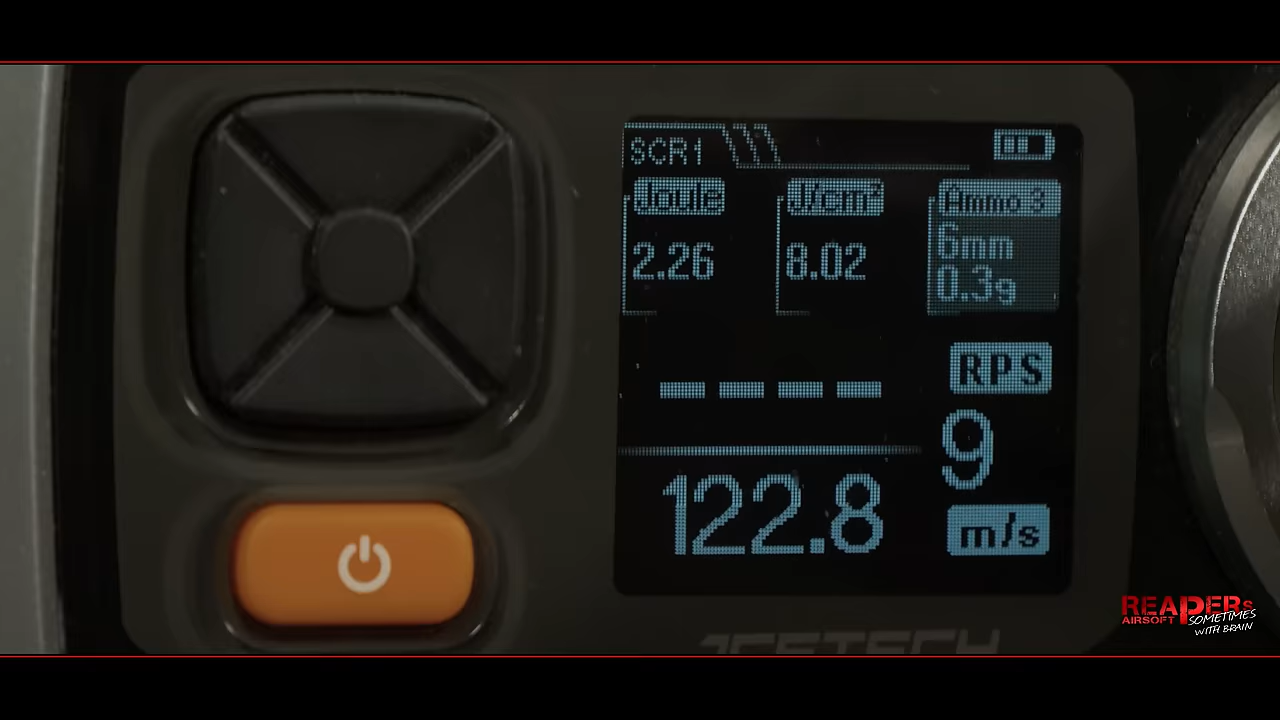 SCR1
Joule
J/cm²
Ammo 3
2.26
8.02
6mm
0.3g
RPS
----
9
122.8
m/s
ACETECH
REAPERs
AIRSOFT SOMETIMES
WITH BRAIN